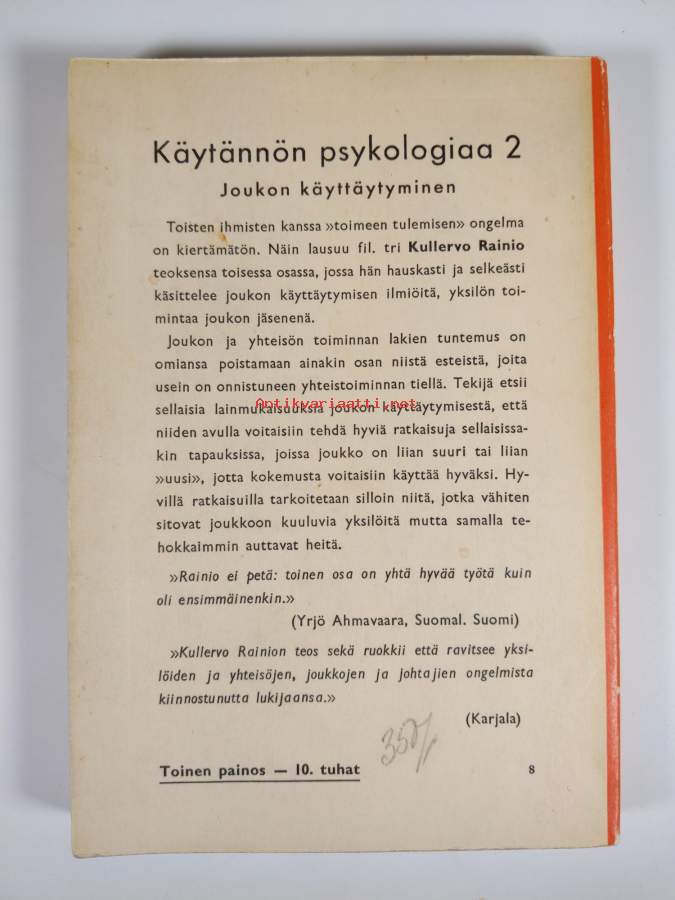 Käytännön psykologiaa 2
Joukon käyttäytyminen
Toisten ihmisten kanssa »toimeen tulemisen» ongelma
on kiertämätön. Näin lausuu fil. tri Kullervo Rainio
teoksensa toisessa osassa, jossa hän hauskasti ja selkeästi
käsittelee joukon käyttäytymisen ilmiöitä, yksilön toi-
mintaa joukon jäsenenä.
Joukon ja yhteisön toiminnan lakien tuntemus on
omiansa poistamaan ainakin osan niistä esteistä, joita
usein on onnistuneen yhteistoiminnan tiellä. Tekijä etsii
Antikvariaatti.net
sellaisia lainmukaisuuksia joukon käyttäytymisestä, että
niiden avulla voitaisiin tehdä hyviä ratkaisuja sellaisissa-
kin tapauksissa, joissa joukko on liian suuri tai liian
»uusi», jotta kokemusta voitaisiin käyttää hyväksi. Hy-
villä ratkaisuilla tarkoitetaan silloin niitä, jotka vähiten
sitovat joukkoon kuuluvia yksilöitä mutta samalla te-
hokkaimmin auttavat heitä.
»Rainio ei petä: toinen osa on yhtä hyvää työtä kuin
oli ensimmäinenkin.»
(Yrjö Ahmavaara, Suomal. Suomi)
»Kullervo Rainion teos sekä ruokkii että ravitsee yksi-
löiden ja yhteisöjen, joukkojen ja johtajien ongelmista
kiinnostunutta lukijaansa.»
(Karjala)
Toinen painos — 10. tuhat
8